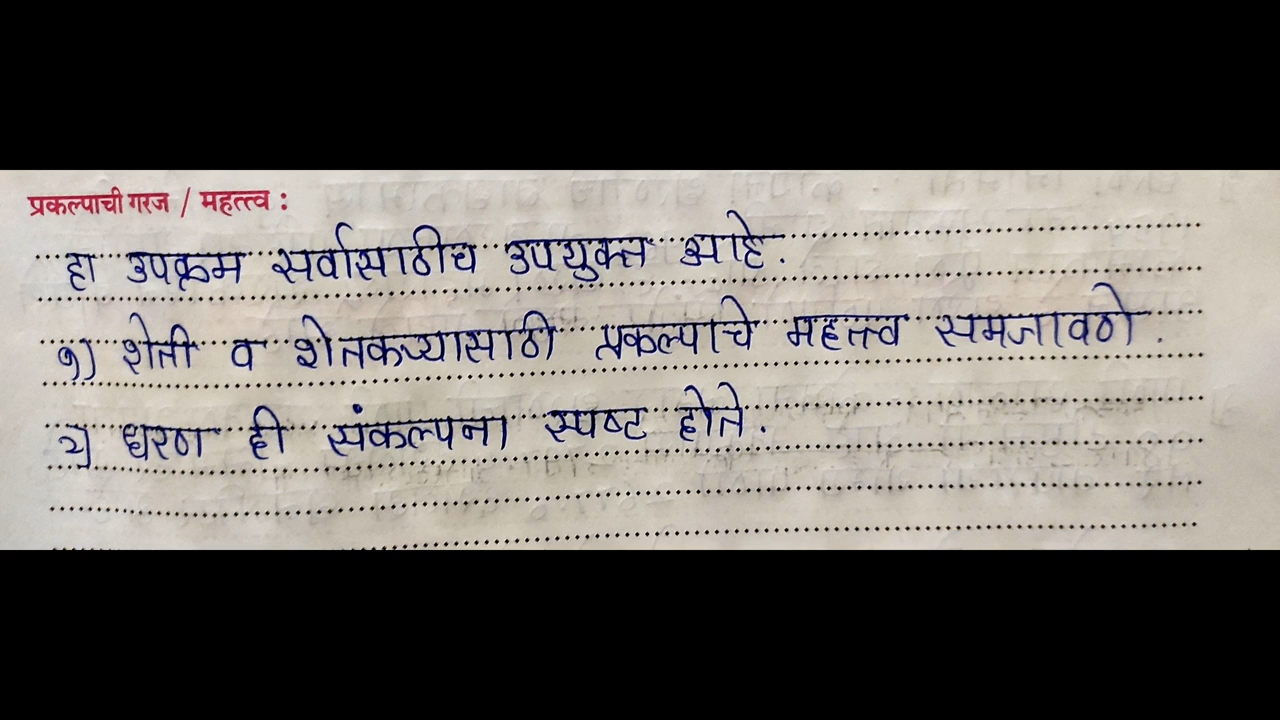 प्रकल्पाची गरज / महत्त्व :
हा उपक्रम सर्वासाठीच उपयुक्त आहे.
१) शेती व शेतकऱ्यासाठी प्रकल्पाचे महत्त्व समजावणे.
२) धरण ही संकल्पना स्पष्ट होते.